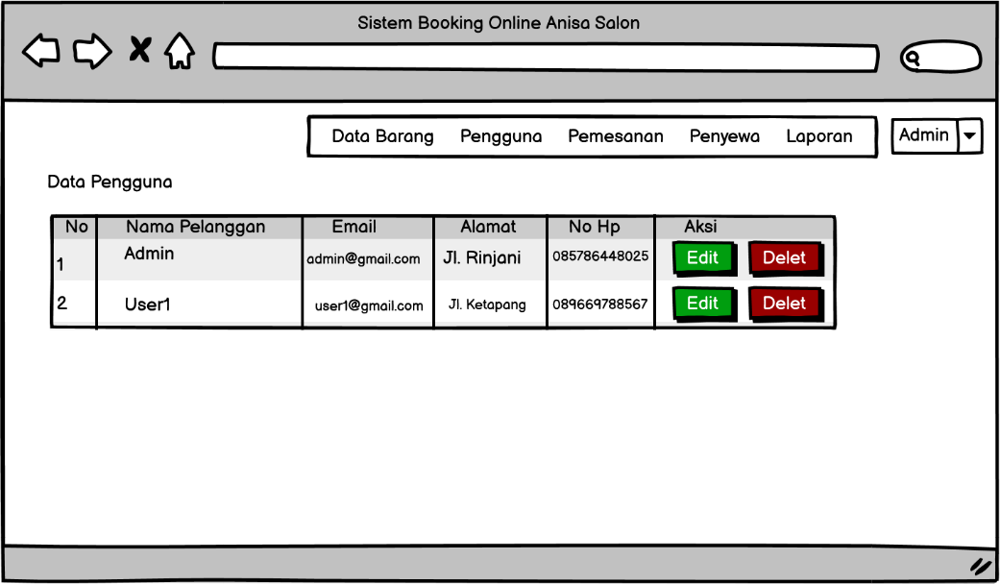 Sistem Booking Online Anisa Salon
Data Barang Pengguna Pemesanan Penyewa Laporan Admin
Data Pengguna
No Nama Pelanggan Email Alamat No Hp Aksi
1 Admin admin@gmail.com Jl. Rinjani 085786448025 Edit Delet
2 User1 user1@gmail.com Jl. Ketapang 089669788567 Edit Delet